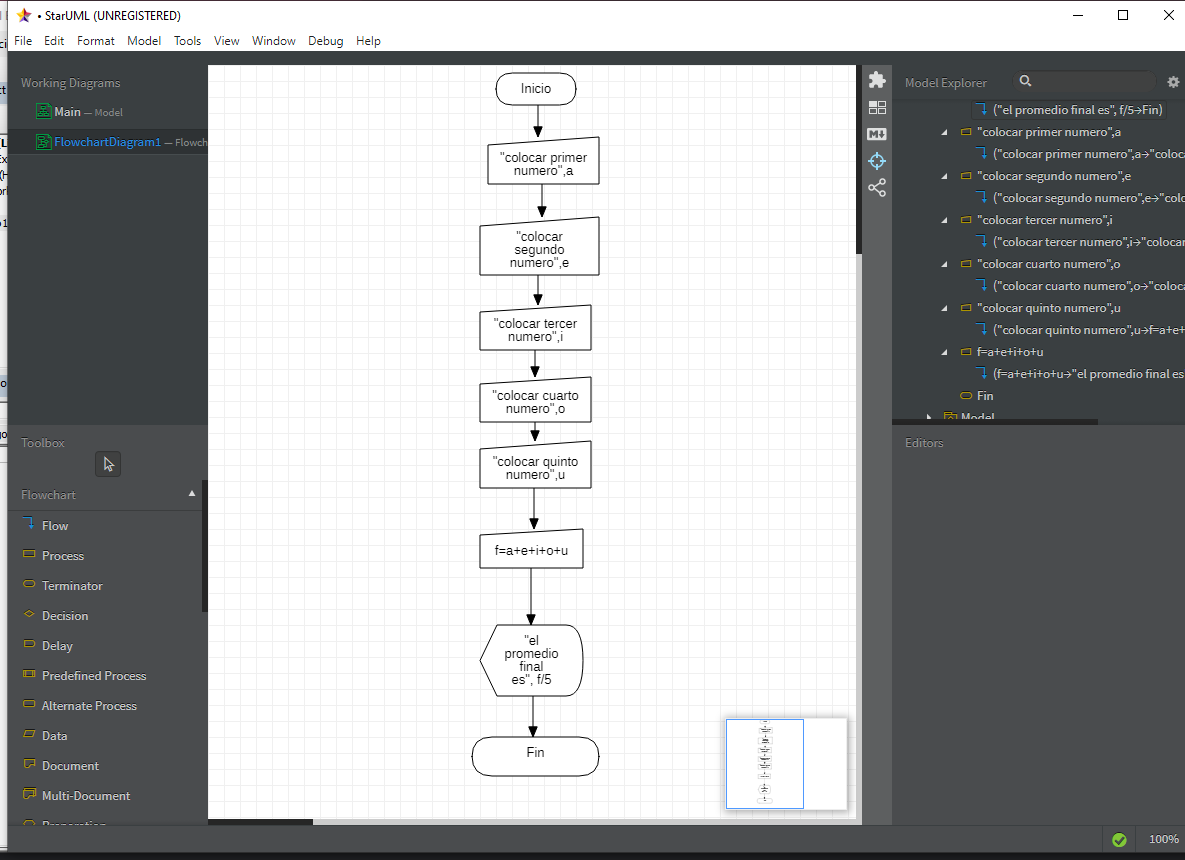 • StarUML (UNREGISTERED)
File Edit Format Model Tools View Window Debug Help
Working Diagrams
Main — Model
FlowchartDiagram1 — Flowch
Toolbox
Flowchart
Flow
Process
Terminator
Decision
Delay
Predefined Process
Alternate Process
Data
Document
Multi-Document
Preparation
Inicio
"colocar primer
numero",a
"colocar
segundo
numero",e
"colocar tercer
numero",i
"colocar cuarto
numero",o
"colocar quinto
numero",u
f=a+e+i+o+u
"el
promedio
final
es", f/5
Fin
Model Explorer
("el promedio final es", f/5→Fin)
"colocar primer numero",a
("colocar primer numero",a→"coloca
"colocar segundo numero",e
("colocar segundo numero",e→"colo
"colocar tercer numero",i
("colocar tercer numero",i→"colocar
"colocar cuarto numero",o
("colocar cuarto numero",o→"coloca
"colocar quinto numero",u
("colocar quinto numero",u→f=a+e+
f=a+e+i+o+u
(f=a+e+i+o+u→"el promedio final es
Fin
Model
Editors
100%